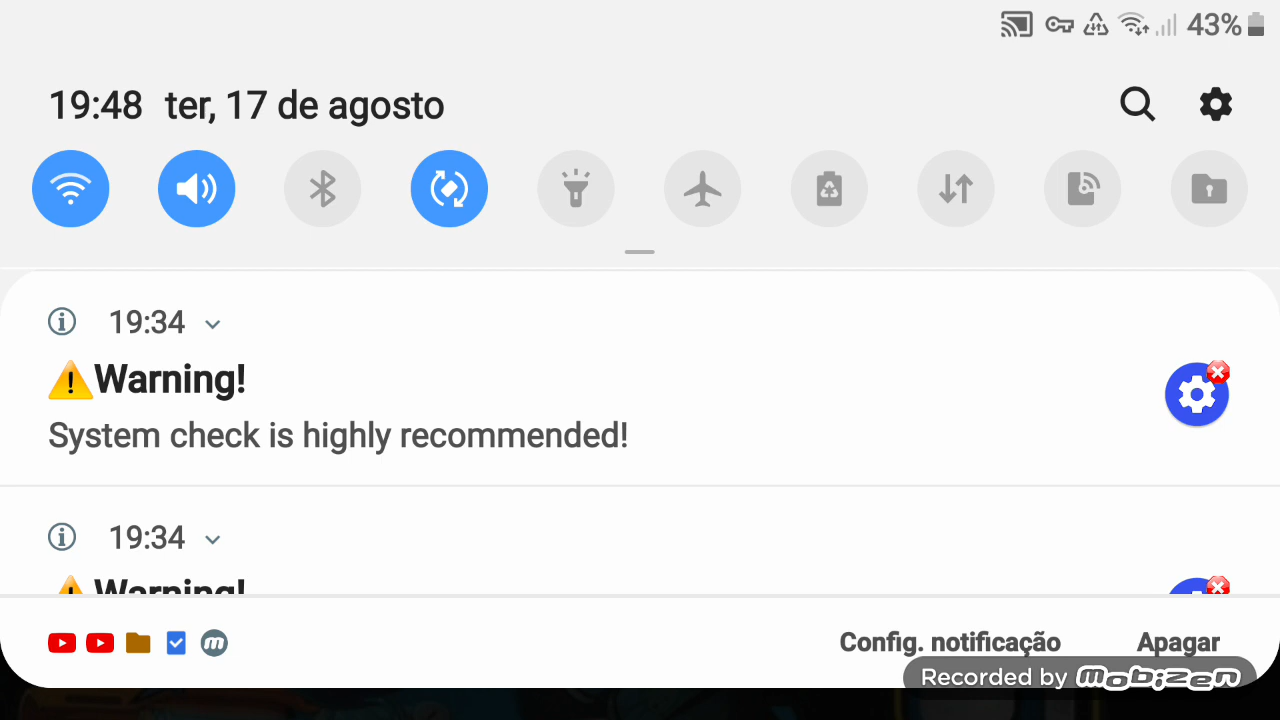 43%
19:48 ter, 17 de agosto
19:34
Warning!
System check is highly recommended!
19:34
Warning!
Config. notificação Apagar
Recorded by mobizen